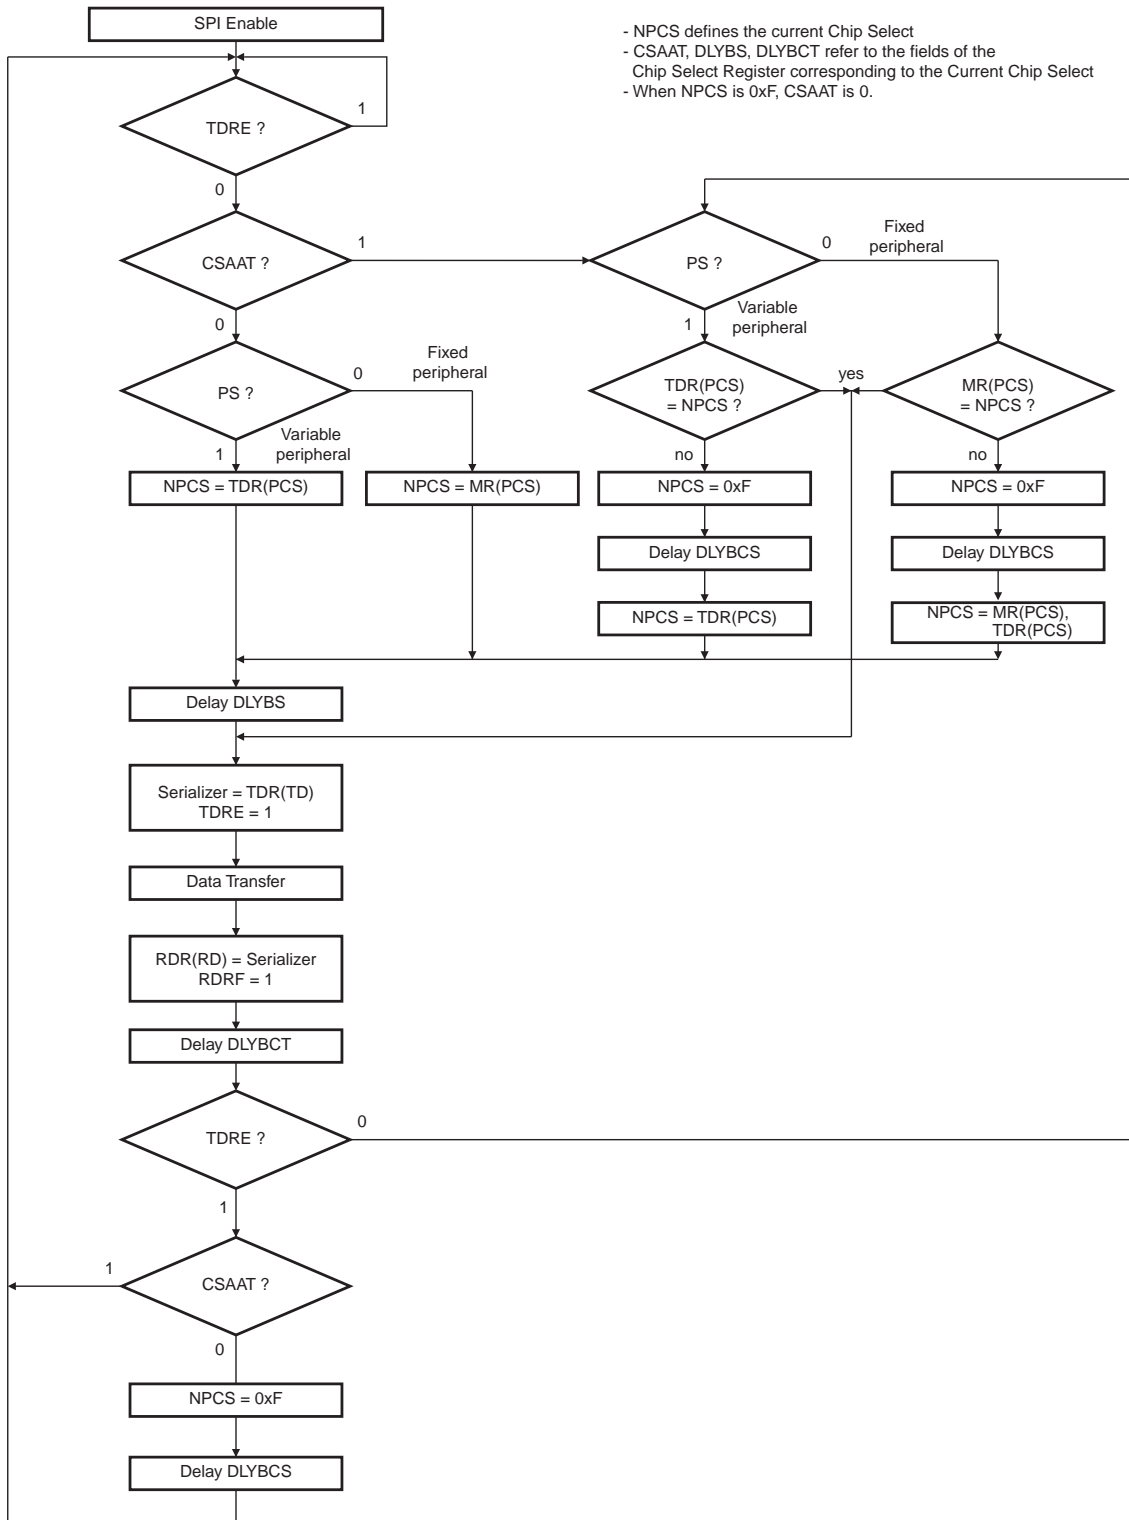 SPI Enable
- NPCS defines the current Chip Select
- CSAAT, DLYBS, DLYBCT refer to the fields of the
Chip Select Register corresponding to the Current Chip Select
- When NPCS is 0xF, CSAAT is 0.
TDRE ?
1
0
CSAAT ?
1
0
PS ?
0
Fixed
peripheral
1
Variable
peripheral
NPCS = TDR(PCS)
NPCS = MR(PCS)
PS ?
0
Fixed
peripheral
1
Variable
peripheral
TDR(PCS)
= NPCS ?
yes
MR(PCS)
= NPCS ?
no
no
NPCS = 0xF
NPCS = 0xF
Delay DLYBCS
Delay DLYBCS
NPCS = TDR(PCS)
NPCS = MR(PCS),
TDR(PCS)
Delay DLYBS
Serializer = TDR(TD)
TDRE = 1
Data Transfer
RDR(RD) = Serializer
RDRF = 1
Delay DLYBCT
TDRE ?
0
1
CSAAT ?
1
0
NPCS = 0xF
Delay DLYBCS